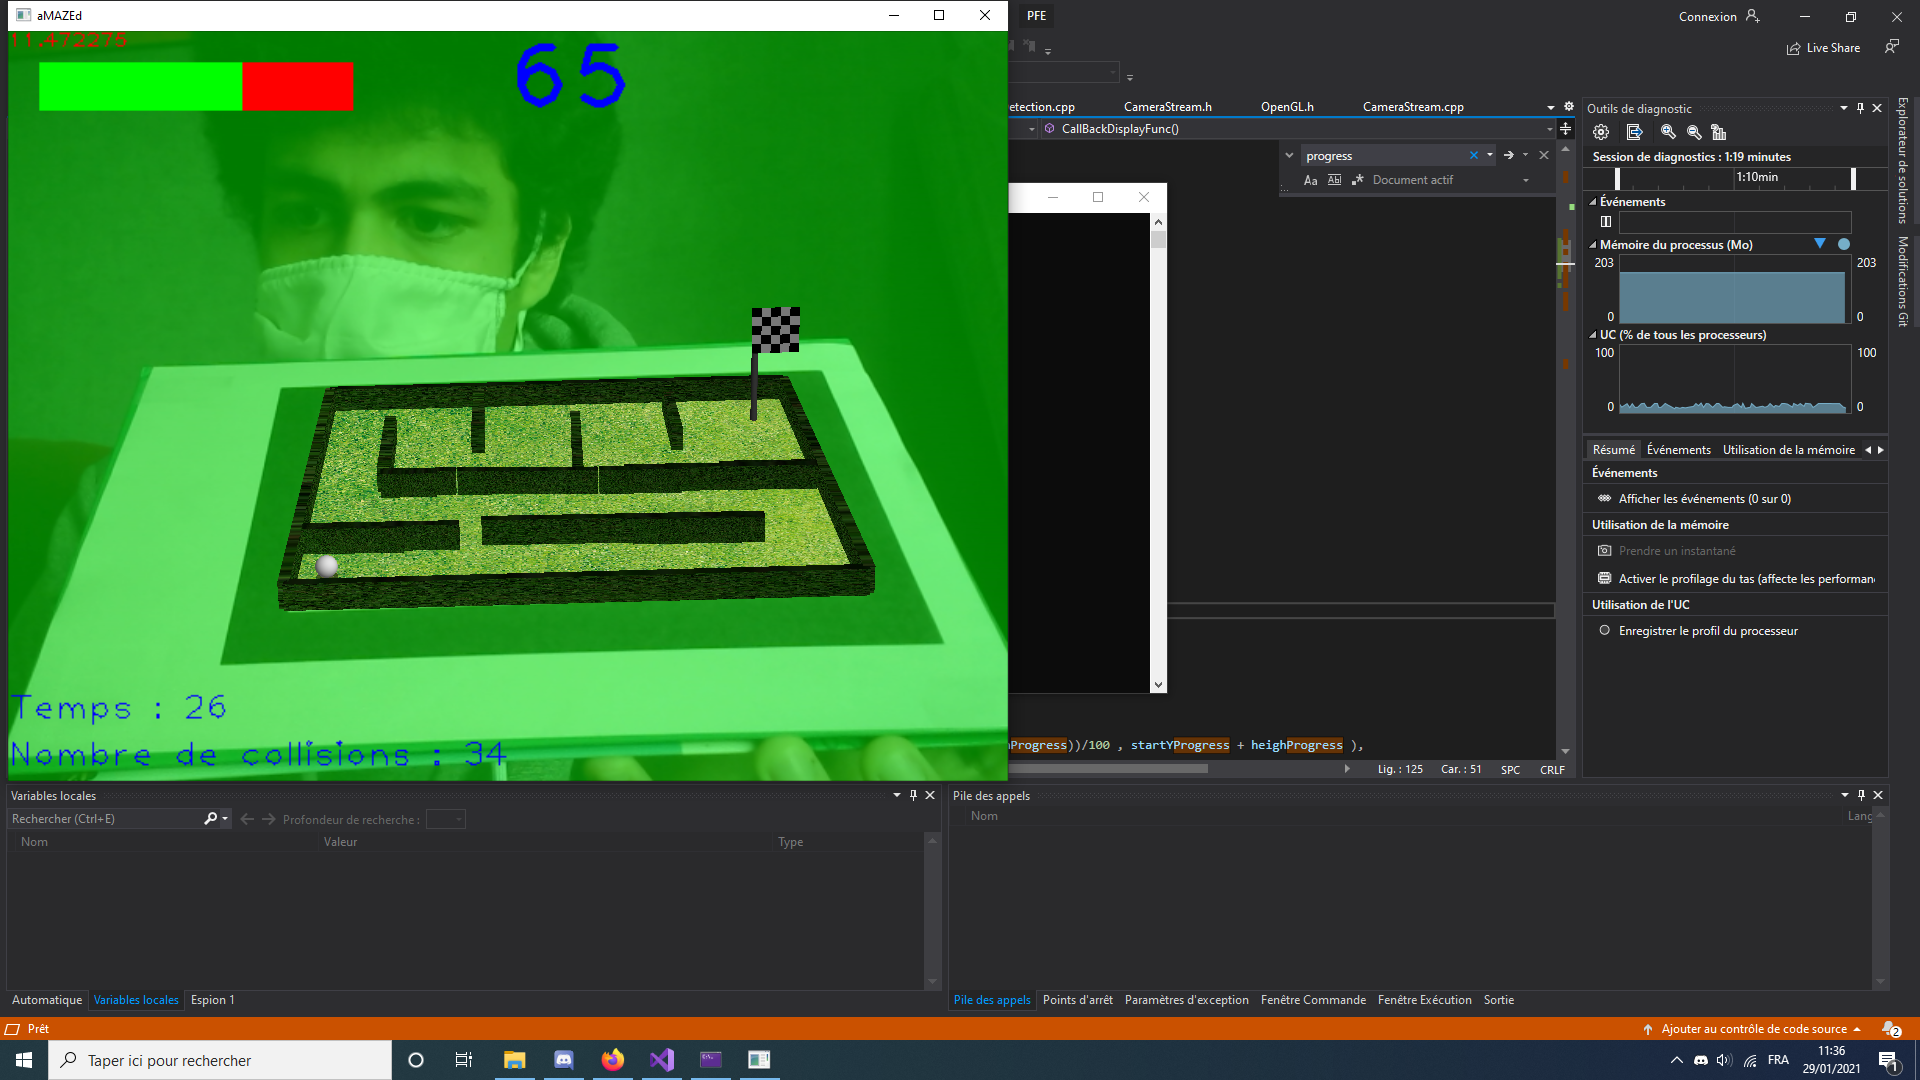 aMAZEd
PFE
Connexion
Live Share
11.472275
65
etection.cpp
CameraStream.h
OpenGL.h
CameraStream.cpp
CallBackDisplayFunc()
progress
Aa
Ab
Document actif
Outils de diagnostic
Session de diagnostics : 1:19 minutes
1:10min
Événements
Mémoire du processus (Mo)
203
203
0
0
UC (% de tous les processeurs)
100
100
0
0
Résumé
Événements
Utilisation de la mémoire
Événements
Afficher les événements (0 sur 0)
Utilisation de la mémoire
Prendre un instantané
Activer le profilage du tas (affecte les performan
Utilisation de l'UC
Enregistrer le profil du processeur
Explorateur de solutions
Modifications Git
Temps : 26
Nombre de collisions : 34
Progress))/100 , startYProgress + heighProgress ),
Lig. : 125
Car. : 51
SPC
CRLF
Variables locales
Rechercher (Ctrl+E)
Profondeur de recherche :
Nom
Valeur
Type
Automatique
Variables locales
Espion 1
Pile des appels
Nom
Lang
Pile des appels
Points d'arrêt
Paramètres d'exception
Fenêtre Commande
Fenêtre Exécution
Sortie
Prêt
Ajouter au contrôle de code source
2
Taper ici pour rechercher
FRA
11:36
29/01/2021
1